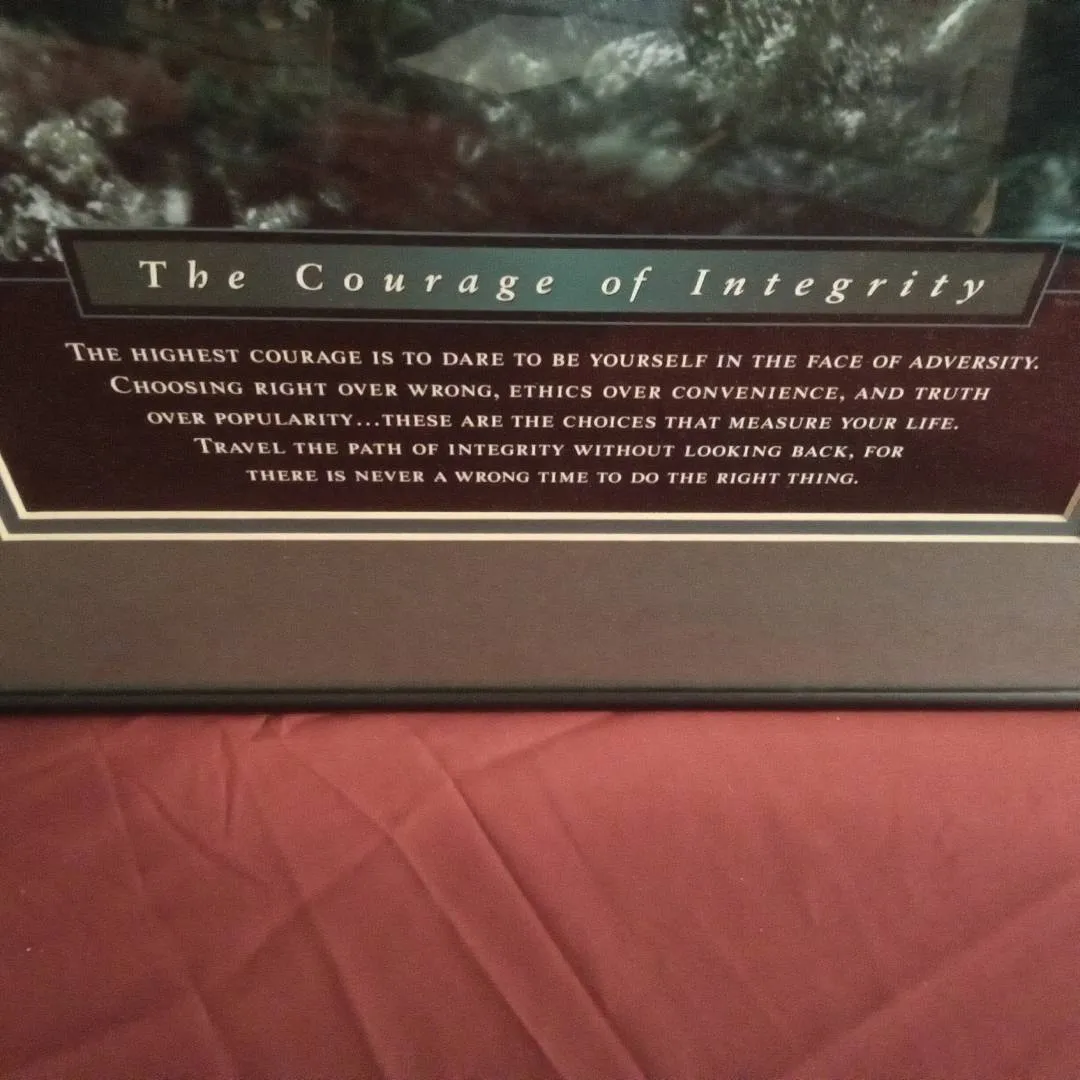 The Courage of Integrity
The highest courage is to dare to be yourself in the face of adversity.
Choosing right over wrong, ethics over convenience, and truth
over popularity...these are the choices that measure your life.
Travel the path of integrity without looking back, for
there is never a wrong time to do the right thing.